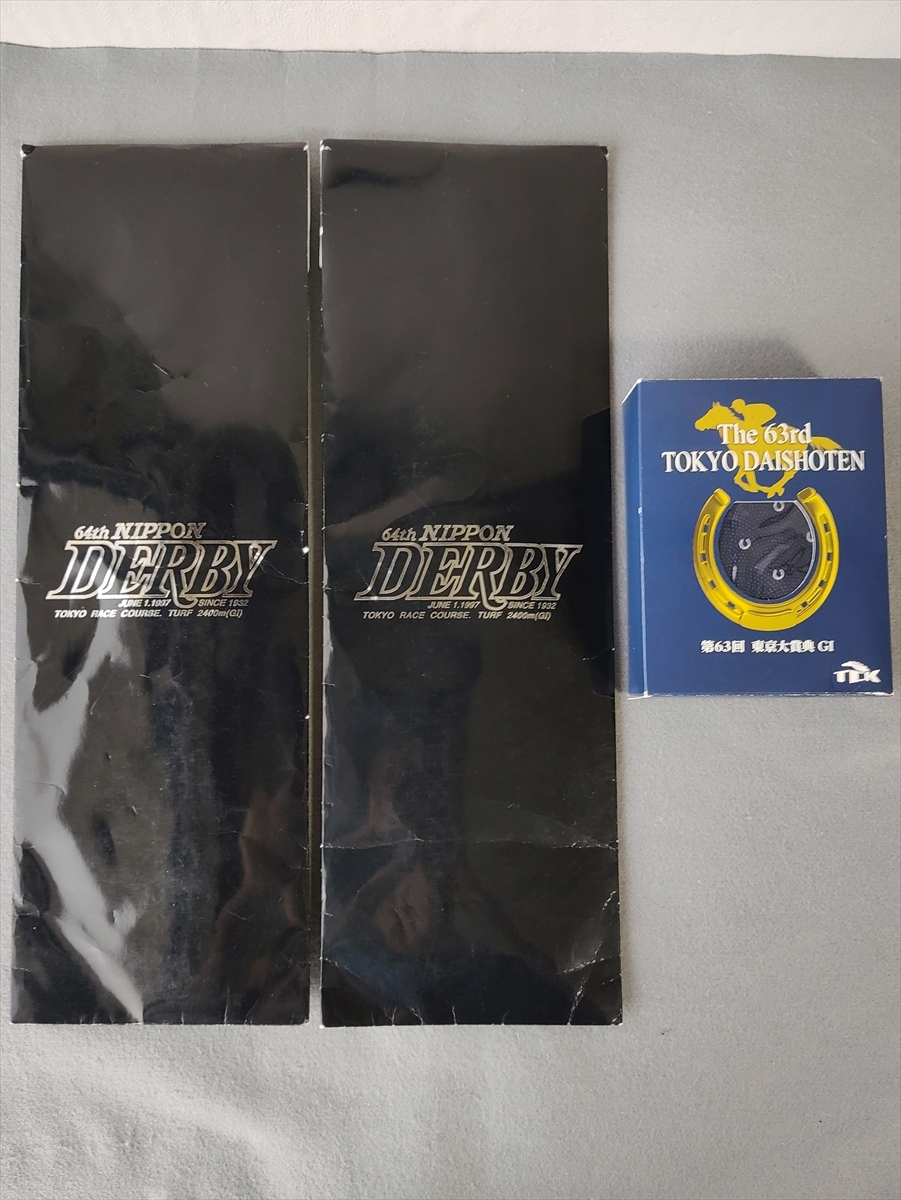 64th NIPPON
DERBY
JUNE 1.1997 SINCE 1932
TOKYO RACE COURSE. TURF 2400m(GI)
64th NIPPON
DERBY
JUNE 1.1997 SINCE 1932
TOKYO RACE COURSE. TURF 2400m(GI)
The 63rd
TOKYO DAISHOTEN
第63回 東京大賞典 GI
TCK